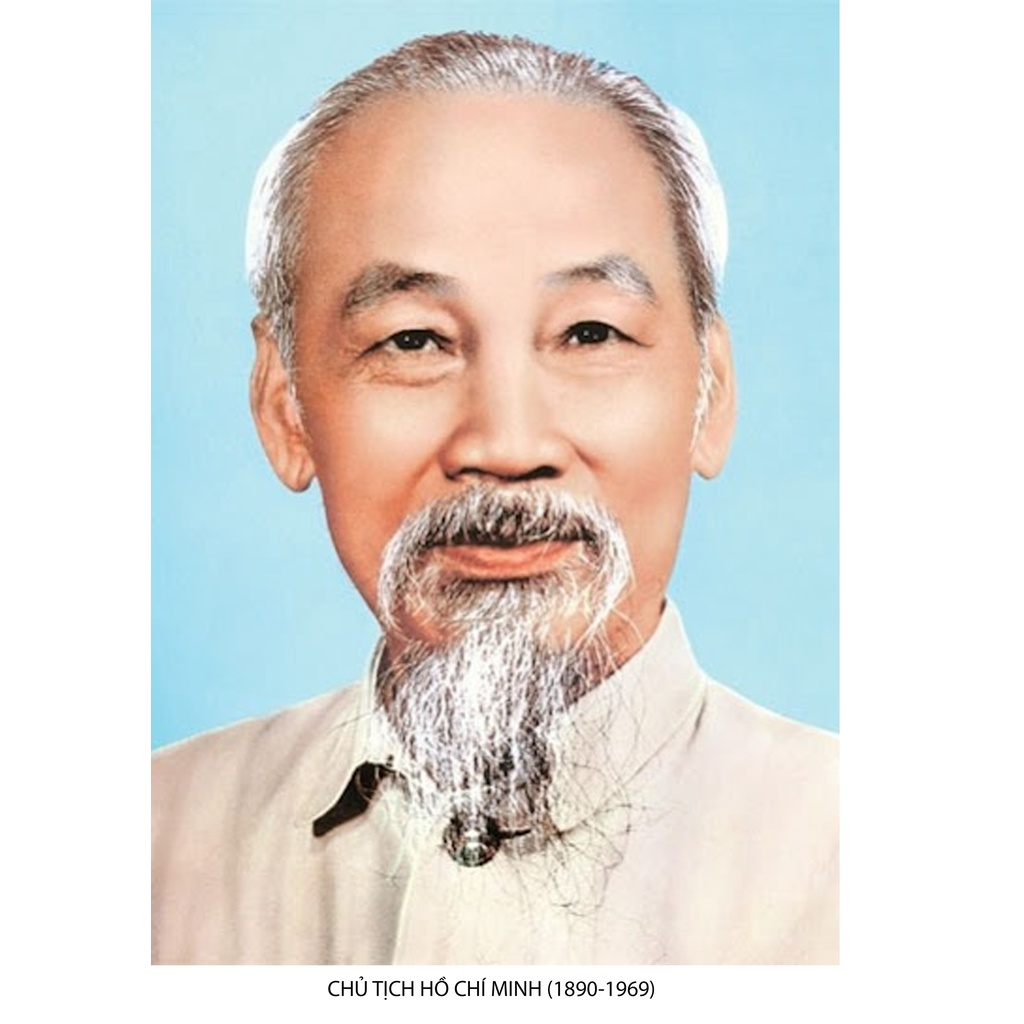 CHỦ TỊCH HỒ CHÍ MINH (1890-1969)